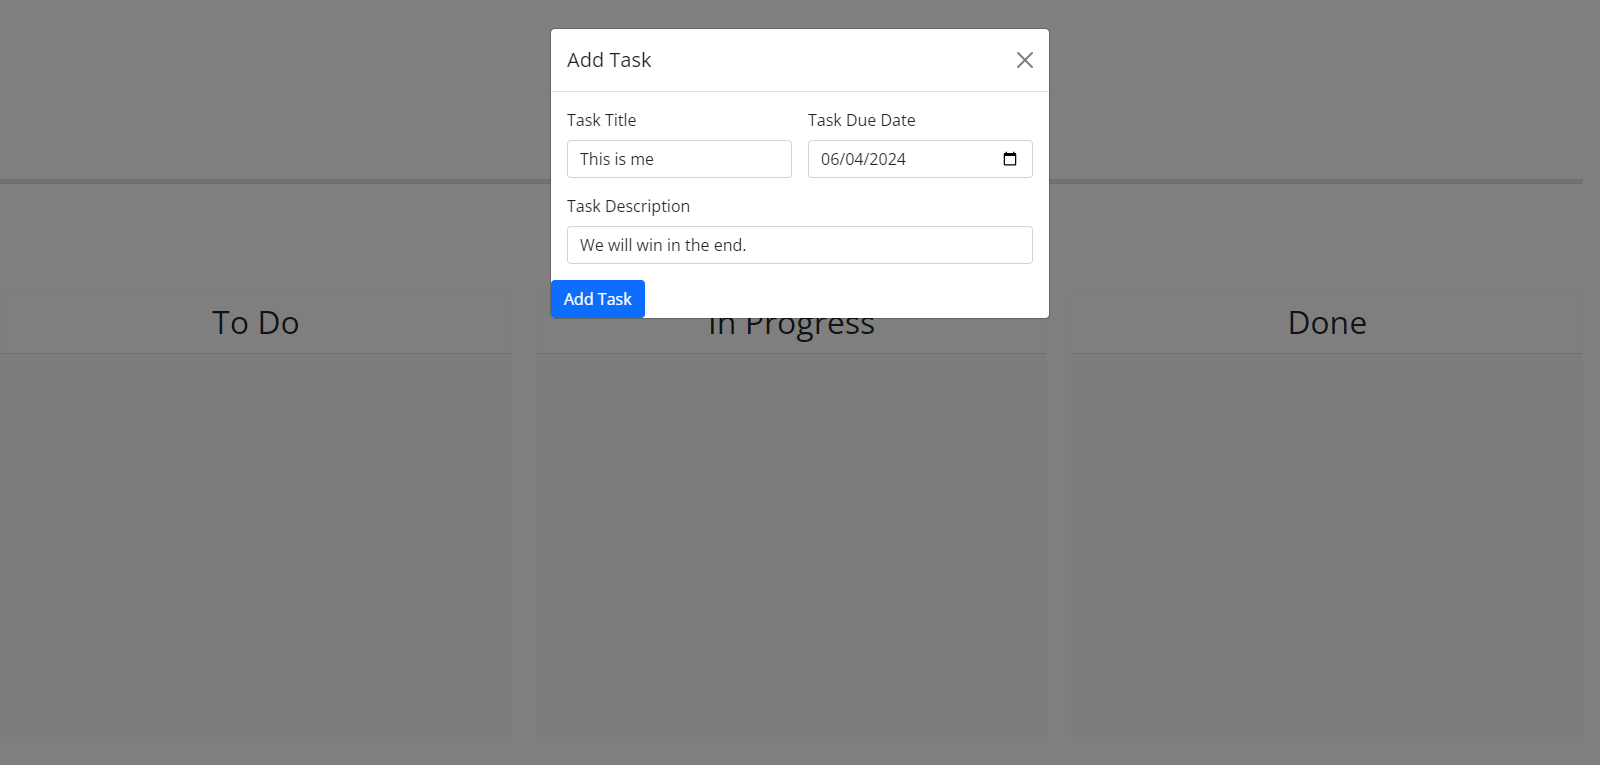 Add Task
Task Title
Task Due Date
This is me
06/04/2024
Task Description
We will win in the end.
Add Task
To Do
In Progress
Done